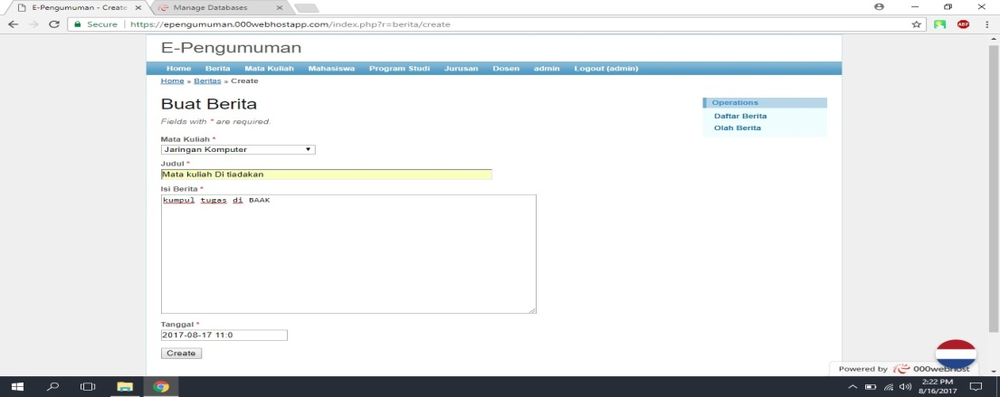 E-Pengumuman - Create
Manage Databases
Secure | https://epengumuman.000webhostapp.com/index.php?r=berita/create
ABP
E-Pengumuman
Home Berita Mata Kuliah Mahasiswa Program Studi Jurusan Dosen admin Logout (admin)
Home » Beritas » Create
Buat Berita
Fields with * are required.
Mata Kuliah *
Jaringan Komputer
Judul *
Mata kuliah Di tiadakan
Isi Berita *
kumpul tugas di BAAK
Tanggal *
2017-08-17 11:0
Create
Operations
Daftar Berita
Olah Berita
Powered by 000webhost
2:22 PM
8/16/2017